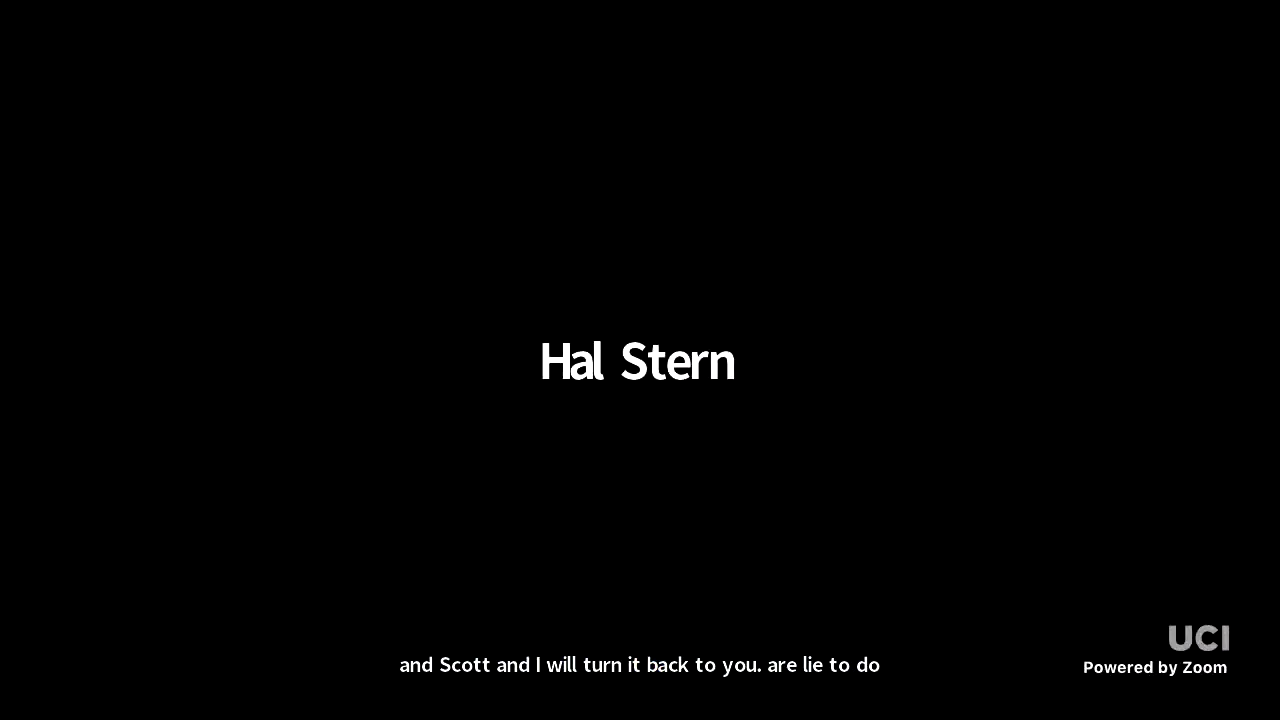 Hal Stern
UCI
and Scott and I will turn it back to you. are lie to do
Powered by Zoom